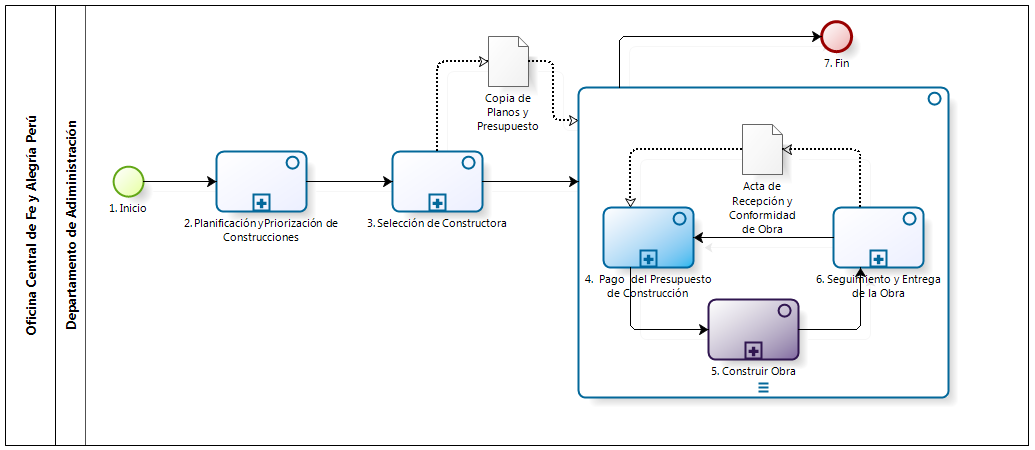 Oficina Central de Fe y Alegría Perú
Departamento de Adiministración
1. Inicio
2. Planificación y Priorización de
Construcciones
3. Selección de Constructora
Copia de
Planos y
Presupuesto
7. Fin
Acta de
Recepción y
Conformidad
de Obra
4. Pago del Presupuesto
de Construcción
5. Construir Obra
6. Seguimiento y Entrega
de la Obra